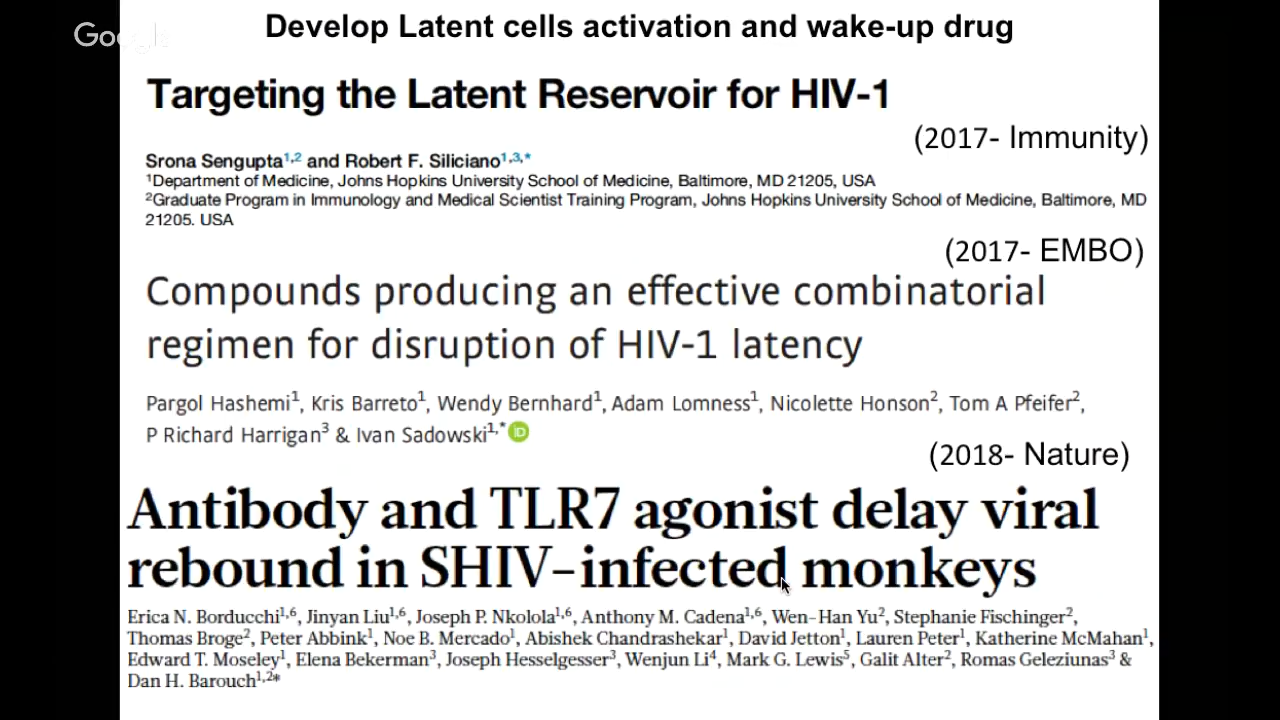 Google
Develop Latent cells activation and wake-up drug
Targeting the Latent Reservoir for HIV-1
(2017- Immunity)
Srona Sengupta1,2 and Robert F. Siliciano1,3,*
1Department of Medicine, Johns Hopkins University School of Medicine, Baltimore, MD 21205, USA
2Graduate Program in Immunology and Medical Scientist Training Program, Johns Hopkins University School of Medicine, Baltimore, MD
21205. USA
(2017- EMBO)
Compounds producing an effective combinatorial
regimen for disruption of HIV-1 latency
Pargol Hashemi1, Kris Barreto1, Wendy Bernhard1, Adam Lomness1, Nicolette Honson2, Tom A Pfeifer2,
P Richard Harrigan3 & Ivan Sadowski1,* iD
(2018- Nature)
Antibody and TLR7 agonist delay viral
rebound in SHIV-infected monkeys
Erica N. Borducchi1,6, Jinyan Liu1,6, Joseph P. Nkolola1,6, Anthony M. Cadena1,6, Wen-Han Yu2, Stephanie Fischinger2,
Thomas Broge2, Peter Abbink1, Noe B. Mercado1, Abishek Chandrashekar1, David Jetton1, Lauren Peter1, Katherine McMahan1,
Edward T. Moseley1, Elena Bekerman3, Joseph Hesselgesser3, Wenjun Li4, Mark G. Lewis5, Galit Alter2, Romas Geleziunas3 &
Dan H. Barouch1,2*